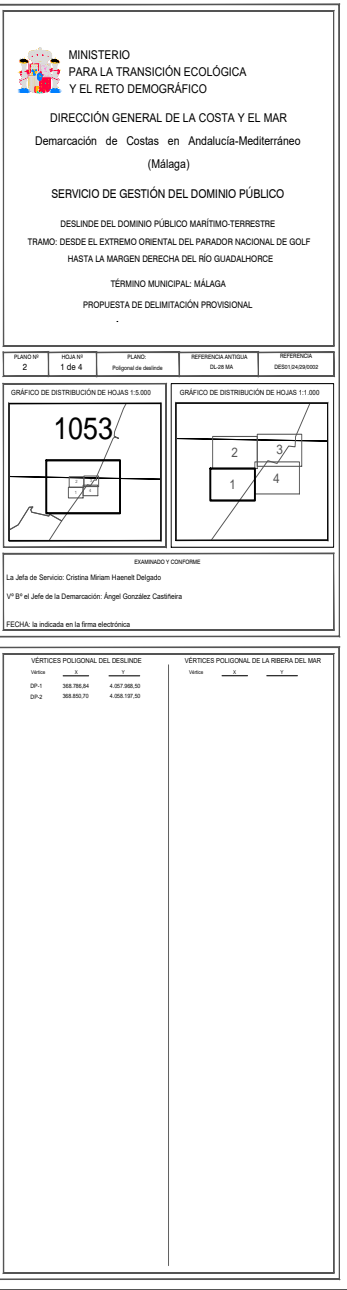 MINISTERIO
PARA LA TRANSICIÓN ECOLÓGICA
Y EL RETO DEMOGRÁFICO
DIRECCIÓN GENERAL DE LA COSTA Y EL MAR
Demarcación de Costas en Andalucía-Mediterráneo
(Málaga)
SERVICIO DE GESTIÓN DEL DOMINIO PÚBLICO
DESLINDE DEL DOMINIO PÚBLICO MARÍTIMO-TERRESTRE
TRAMO: DESDE EL EXTREMO ORIENTAL DEL PARADOR NACIONAL DE GOLF
HASTA LA MARGEN DERECHA DEL RÍO GUADALHORCE
TÉRMINO MUNICIPAL: MÁLAGA
PROPUESTA DE DELIMITACIÓN PROVISIONAL
PLANO Nº HOJA Nº PLANO: REFERENCIA ANTIGUA REFERENCIA
2 1 de 4 Poligonal de deslinde DL-28 MA DES01/24/29/0002
GRÁFICO DE DISTRIBUCIÓN DE HOJAS 1:5.000 GRÁFICO DE DISTRIBUCIÓN DE HOJAS 1:1.000
1053
2 3
1 4
EXAMINADO Y CONFORME
La Jefa de Servicio: Cristina Miriam Haenelt Delgado
Vº Bº el Jefe de la Demarcación: Ángel González Castiñeira
FECHA: la indicada en la firma electrónica
VÉRTICES POLIGONAL DEL DESLINDE VÉRTICES POLIGONAL DE LA RIBERA DEL MAR
Vértice X Y Vértice X Y
DP-1 368.786,64 4.057.968,50
DP-2 368.850,70 4.058.197,50